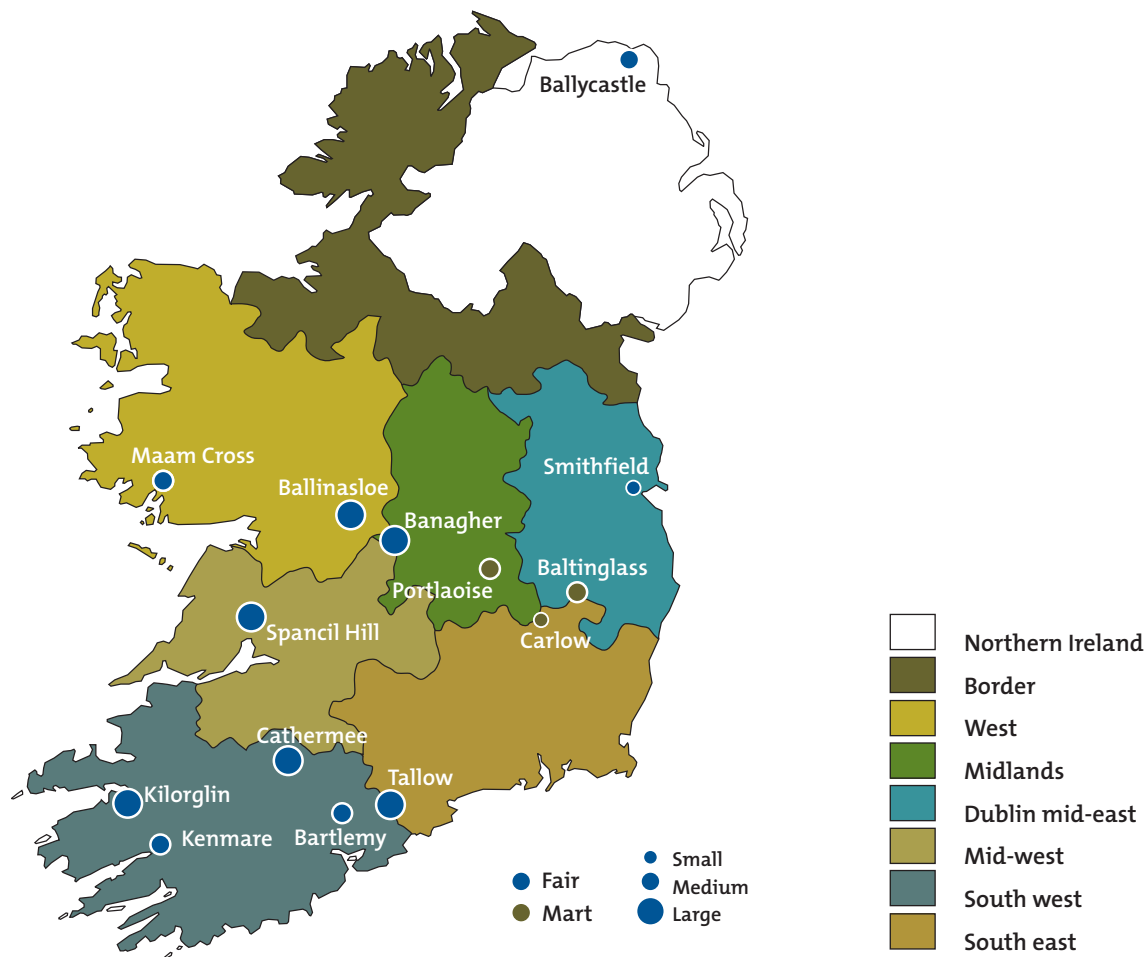 Ballycastle
Maam Cross
Smithfield
Ballinasloe
Banagher
Baltinglass
Portlaoise
Spancil Hill
Carlow
Cathermee
Tallow
Kilorglin
Bartlemy
Kenmare
Fair
Mart
Small
Medium
Large
Northern Ireland
Border
West
Midlands
Dublin mid-east
Mid-west
South west
South east